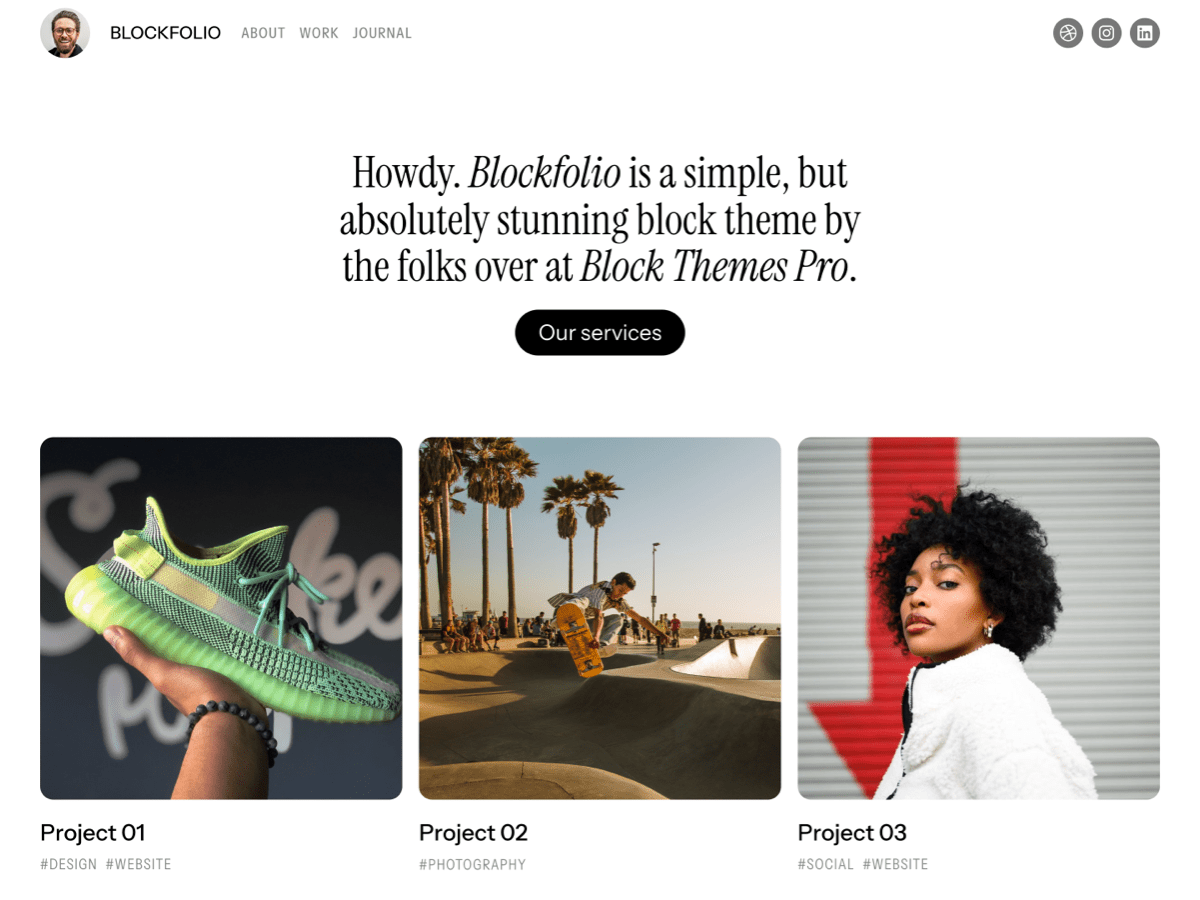 BLOCKFOLIO ABOUT WORK JOURNAL
Howdy. Blockfolio is a simple, but
absolutely stunning block theme by
the folks over at Block Themes Pro.
Our services
Project 01
#DESIGN #WEBSITE
Project 02
#PHOTOGRAPHY
Project 03
#SOCIAL #WEBSITE